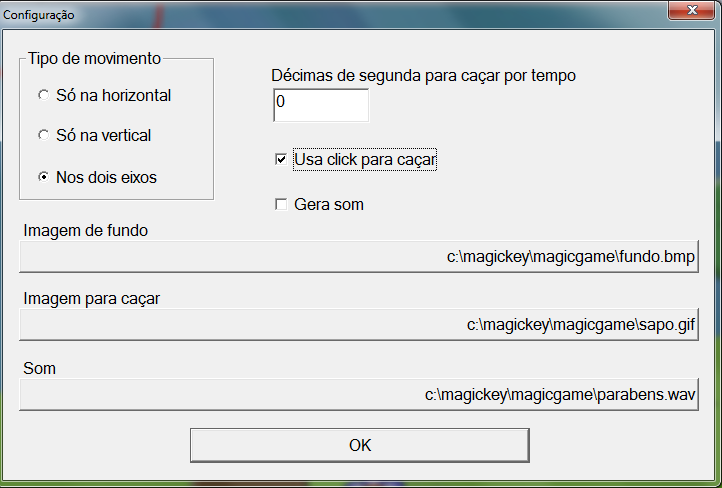 Configuração
Tipo de movimento
Só na horizontal
Só na vertical
Nos dois eixos
Décimas de segunda para caçar por tempo
0
Usa click para caçar
Gera som
Imagem de fundo
c:\magickey\magicgame\fundo.bmp
Imagem para caçar
c:\magickey\magicgame\sapo.gif
Som
c:\magickey\magicgame\parabens.wav
OK